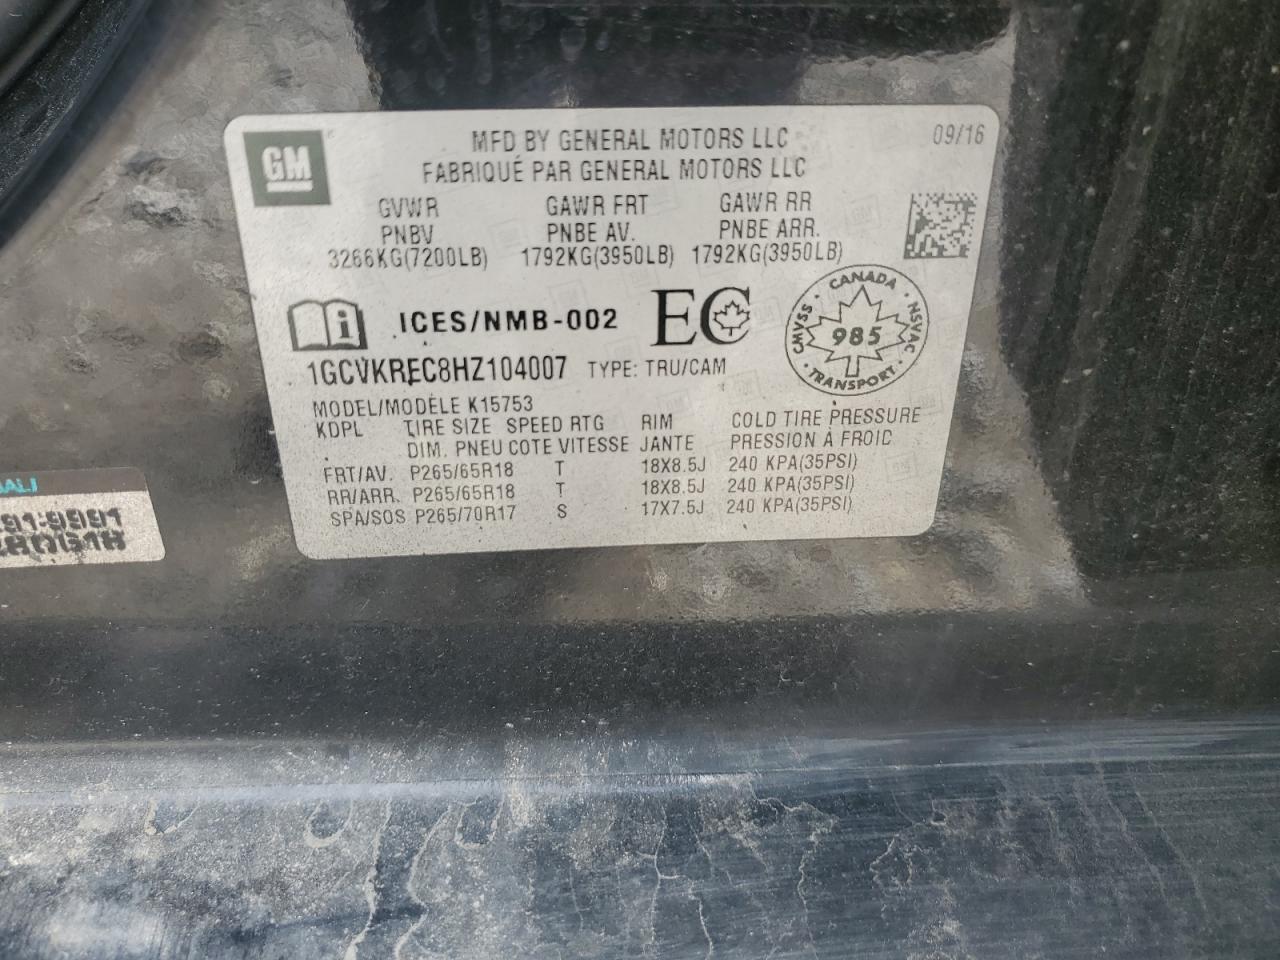 GM
MFD BY GENERAL MOTORS LLC
09/16
FABRIQUÉ PAR GENERAL MOTORS LLC
GVWR GAWR FRT GAWR RR
PNBV PNBE AV. PNBE ARR.
3266KG(7200LB) 1792KG(3950LB) 1792KG(3950LB)
i ICES/NMB-002 EC
CANADA
CMVSS 985 NSVAC
TRANSPORT
1GCVKREC8HZ104007 TYPE: TRU/CAM
MODEL/MODÈLE K15753
KDPL TIRE SIZE SPEED RTG RIM COLD TIRE PRESSURE
DIM. PNEU COTE VITESSE JANTE PRESSION À FROID
FRT/AV. P265/65R18 T 18X8.5J 240 KPA(35PSI)
RR/ARR. P265/65R18 T 18X8.5J 240 KPA(35PSI)
SPA/SOS P265/70R17 S 17X7.5J 240 KPA(35PSI)